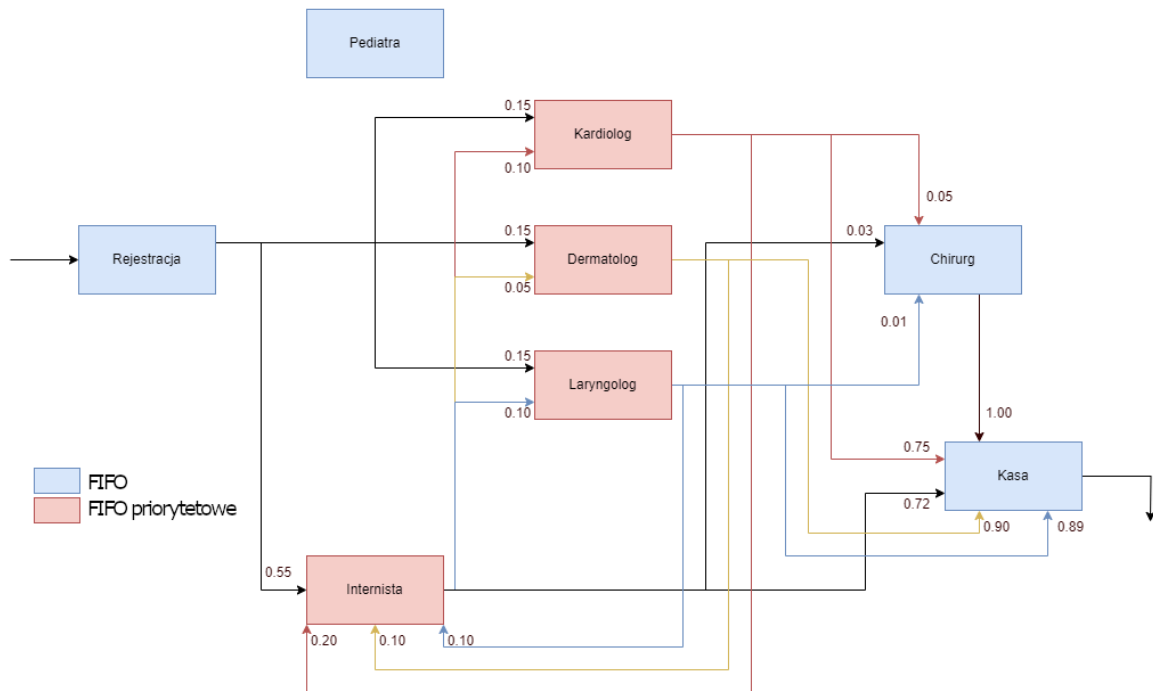 Pediatra
0.15
Kardiolog
0.10
0.05
0.15
0.03
Rejestracja
Dermatolog
Chirurg
0.05
0.01
0.15
Laryngolog
0.10
1.00
0.75
Kasa
FIFO
0.72
FIFO priorytetowe
0.90
0.89
0.55
Internista
0.20
0.10
0.10